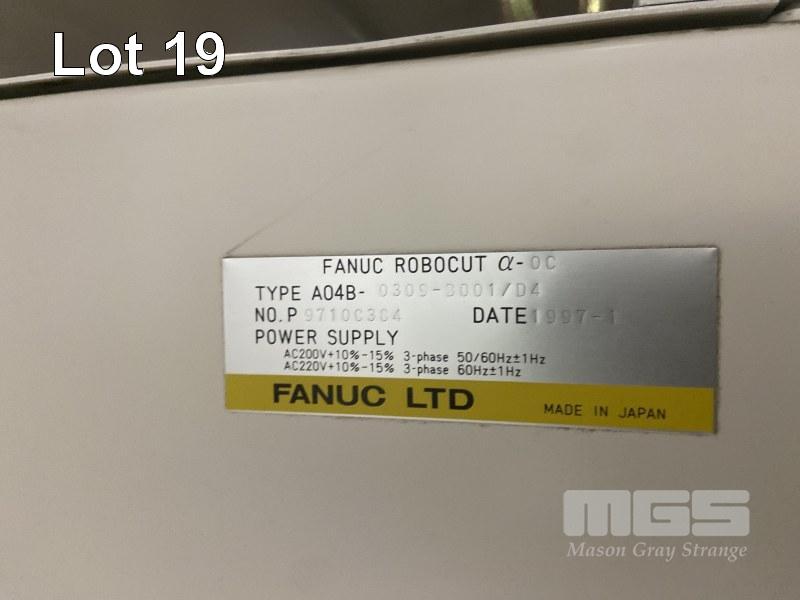 Lot 19
FANUC ROBOCUT α-0C
TYPE A04B- 0309-B001/D4
NO. P 9710C304 DATE 1997-1
POWER SUPPLY
AC200V+10%-15% 3-phase 50/60Hz±1Hz
AC220V+10%-15% 3-phase 60Hz±1Hz
FANUC LTD MADE IN JAPAN
MGS
Mason Gray Strange